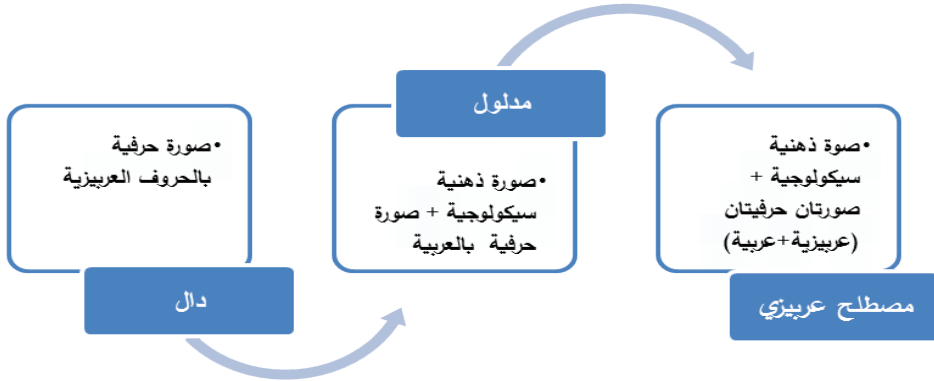 •صورة حرفية
بالحروف العربيزية
دال
مدلول
•صورة ذهنية
سيكولوجية + صورة
حرفية بالعربية
•صوة ذهنية
سيكولوجية +
صورتان حرفيتان
(عربيزية+عربية)
مصطلح عربيزي